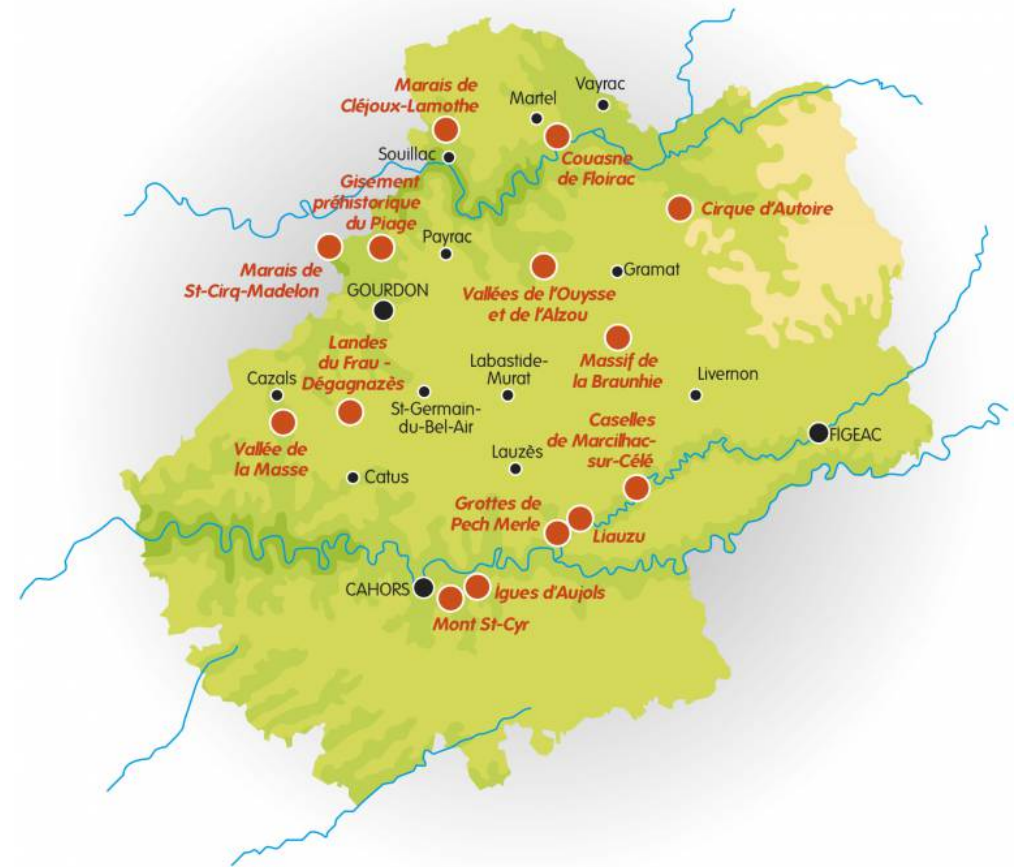 Marais de
Cléjoux-Lamothe
Vayrac
Martel
Souillac
Couasne
de Floirac
Gisement
préhistorique
du Piage
Cirque d'Autoire
Payrac
Marais de
St-Cirq-Madelon
Gramat
GOURDON
Vallées de l'Ouysse
et de l'Alzou
Landes
du Frau -
Dégagnazès
Massif de
la Braunhie
Labastide-
Murat
Cazals
Livernon
St-Germain-
du-Bel-Air
Caselles
de Marcilhac-
sur-Célé
FIGEAC
Vallée de
la Masse
Lauzès
Catus
Grottes de
Pech Merle
Liauzu
CAHORS
Igues d'Aujols
Mont St-Cyr